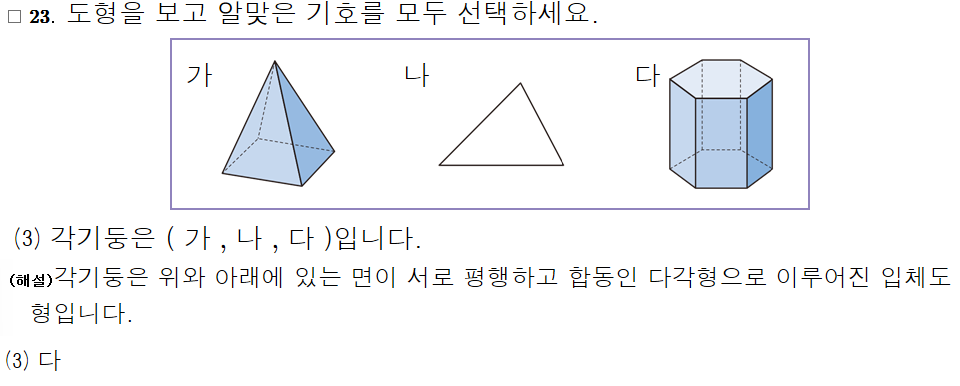 □ 23. 도형을 보고 알맞은 기호를 모두 선택하세요.
가 나 다
(3) 각기둥은 ( 가 , 나 , 다 )입니다.
(해설)각기둥은 위와 아래에 있는 면이 서로 평행하고 합동인 다각형으로 이루어진 입체도
형입니다.
(3) 다